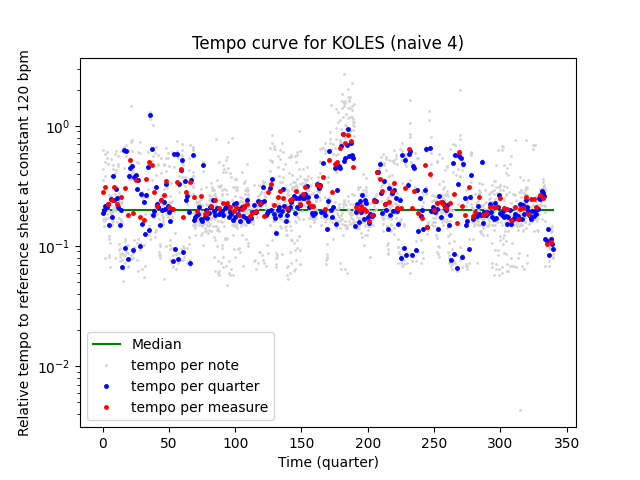 Tempo curve for KOLES (naive 4)
Relative tempo to reference sheet at constant 120 bpm
10^0
10^-1
10^-2
Median
tempo per note
tempo per quarter
tempo per measure
0 50 100 150 200 250 300 350
Time (quarter)